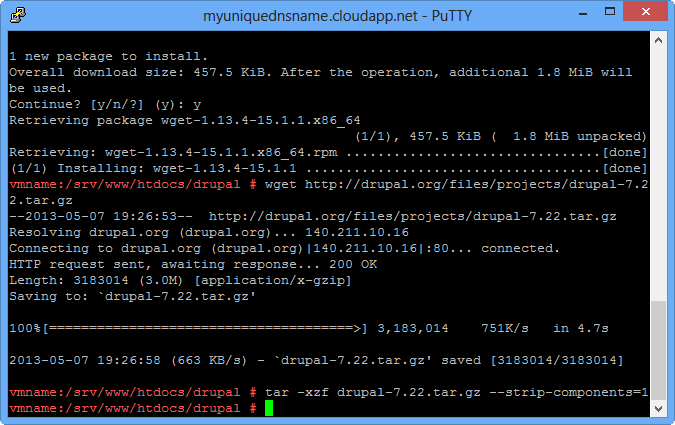 myuniquednsname.cloudapp.net - PuTTY
1 new package to install.
Overall download size: 457.5 KiB. After the operation, additional 1.8 MiB will
be used.
Continue? [y/n/?] (y): y
Retrieving package wget-1.13.4-15.1.1.x86_64
(1/1), 457.5 KiB (  1.8 MiB unpacked)
Retrieving: wget-1.13.4-15.1.1.x86_64.rpm ................................[done]
(1/1) Installing: wget-1.13.4-15.1.1 .....................................[done]
vmname:/srv/www/htdocs/drupal # wget http://drupal.org/files/projects/drupal-7.2
2.tar.gz
--2013-05-07 19:26:53--  http://drupal.org/files/projects/drupal-7.22.tar.gz
Resolving drupal.org (drupal.org)... 140.211.10.16
Connecting to drupal.org (drupal.org)|140.211.10.16|:80... connected.
HTTP request sent, awaiting response... 200 OK
Length: 3183014 (3.0M) [application/x-gzip]
Saving to: `drupal-7.22.tar.gz'
100%[======================================>] 3,183,014    751K/s   in 4.7s
2013-05-07 19:26:58 (663 KB/s) - `drupal-7.22.tar.gz' saved [3183014/3183014]
vmname:/srv/www/htdocs/drupal # tar -xzf drupal-7.22.tar.gz --strip-components=1
vmname:/srv/www/htdocs/drupal #